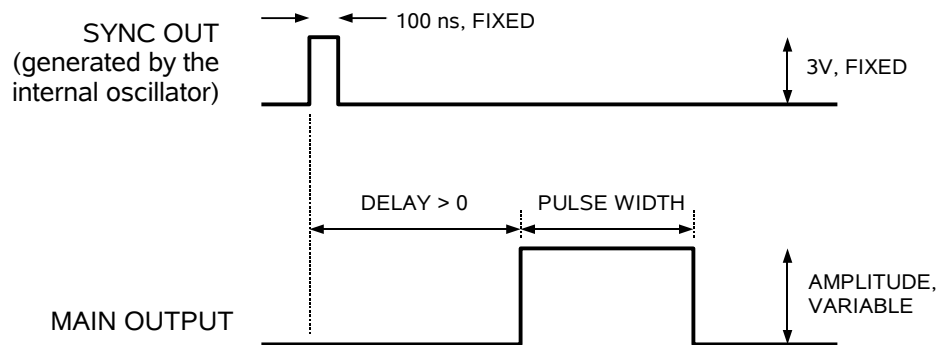 SYNC OUT
(generated by the
internal oscillator)
100 ns, FIXED
3V, FIXED
DELAY > 0
PULSE WIDTH
MAIN OUTPUT
AMPLITUDE,
VARIABLE